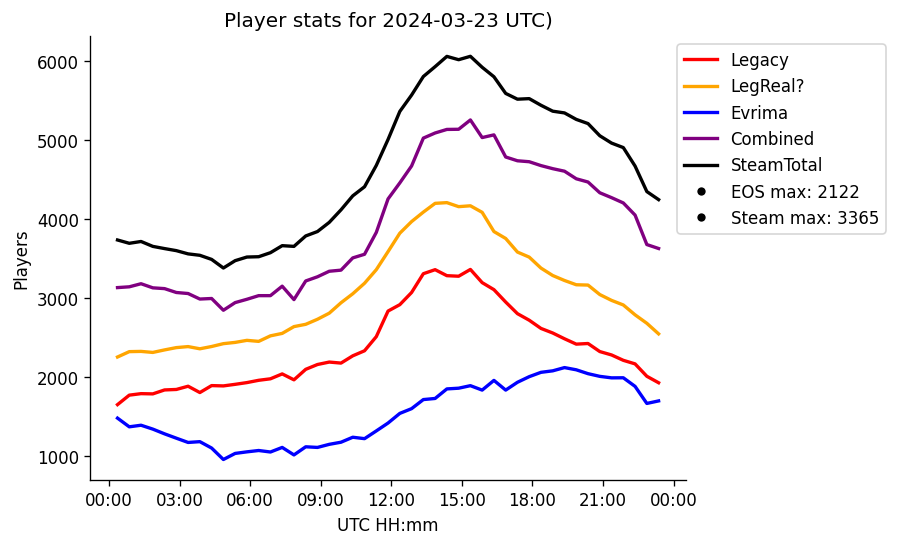 Player stats for 2024-03-23 UTC)
6000
5000
4000
3000
2000
1000
Players
00:00 03:00 06:00 09:00 12:00 15:00 18:00 21:00 00:00
UTC HH:mm
Legacy
LegReal?
Evrima
Combined
SteamTotal
EOS max: 2122
Steam max: 3365